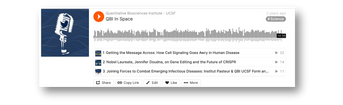 Quantitative Biosciences Institute - UCSF
QBI in Space
Science
1 Getting the Message Across: How Cell Signaling Goes Awry in Human Disease
2 Nobel Laureate, Jennifer Doudna, on Gene Editing and the Future of CRISPR
3 Joining Forces to Combat Emerging Infectious Diseases: Institut Pasteur & QBI UCSF Form an...
Share Copy Link Edit Like More